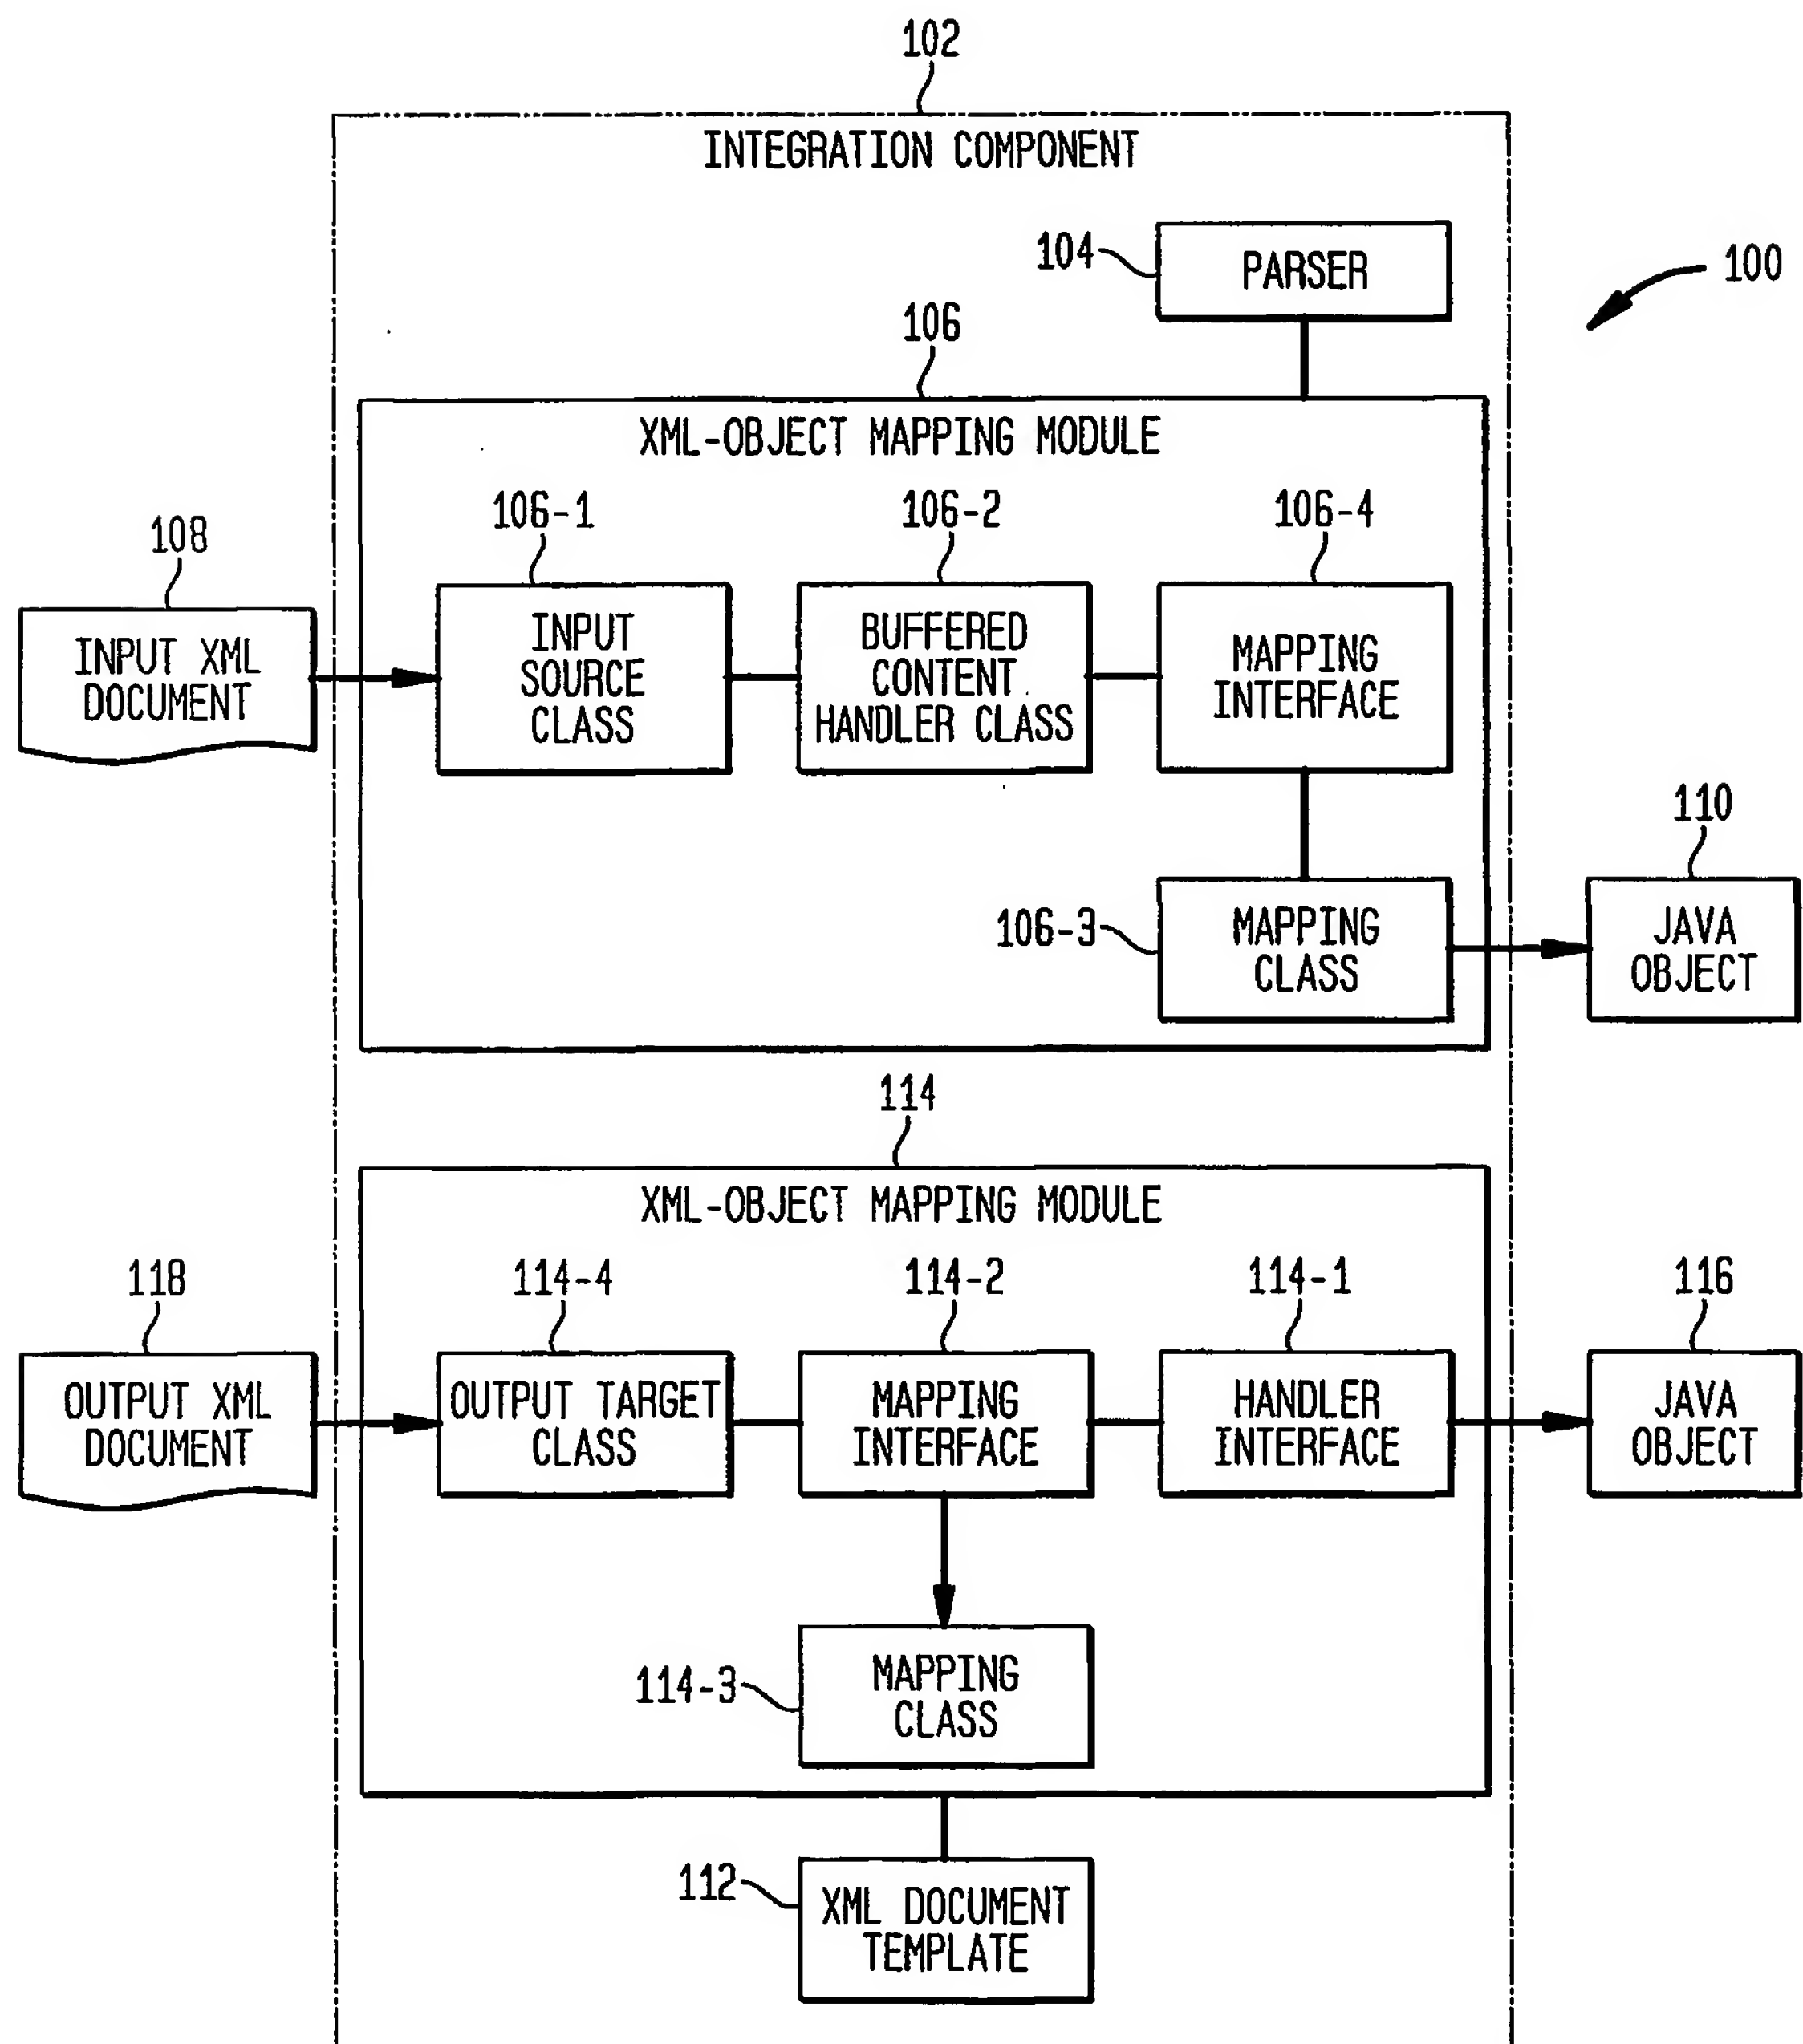 102
INTEGRATION COMPONENT
104
PARSER
100
106
XML-OBJECT MAPPING MODULE
106-1
106-2
106-4
108
INPUT XML
DOCUMENT
INPUT
SOURCE
CLASS
BUFFERED
CONTENT
HANDLER CLASS
MAPPING
INTERFACE
110
106-3
MAPPING
CLASS
JAVA
OBJECT
114
XML-OBJECT MAPPING MODULE
118
114-4
114-2
114-1
116
OUTPUT XML
DOCUMENT
OUTPUT TARGET
CLASS
MAPPING
INTERFACE
HANDLER
INTERFACE
JAVA
OBJECT
114-3
MAPPING
CLASS
112
XML DOCUMENT
TEMPLATE